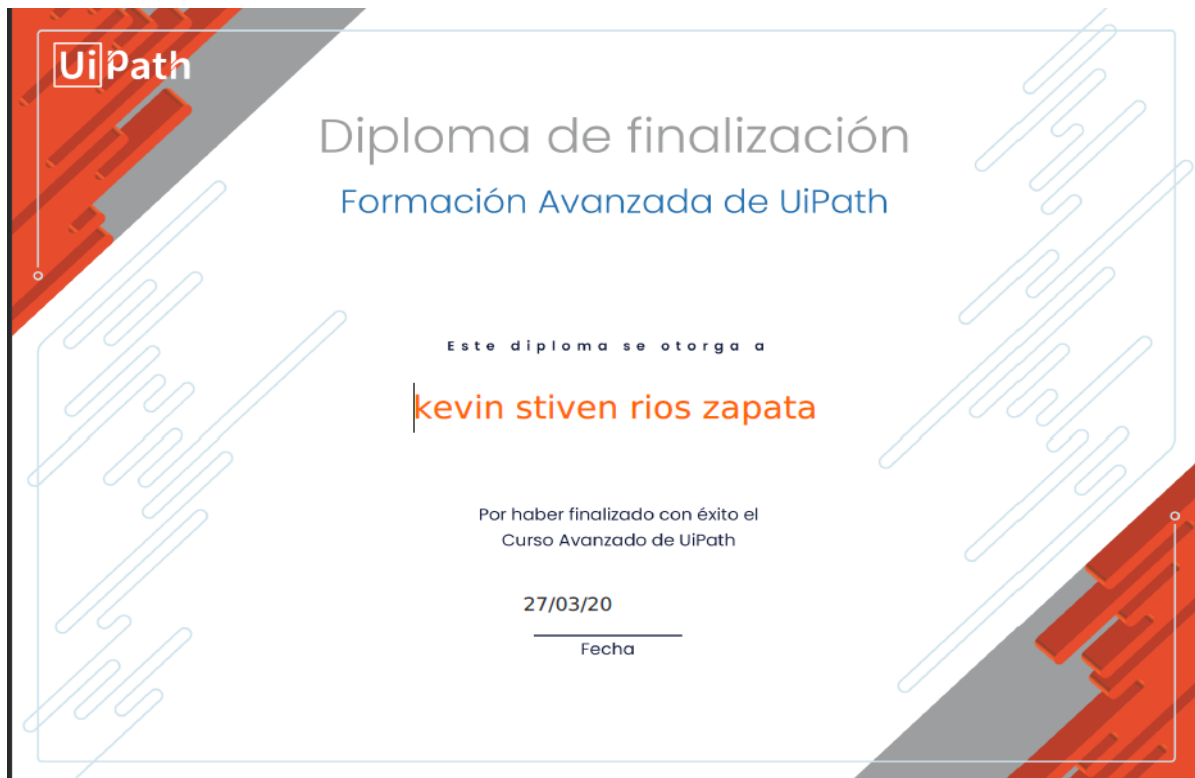 UiPath
Diploma de finalización
Formación Avanzada de UiPath
Este diploma se otorga a
kevin stiven rios zapata
Por haber finalizado con éxito el
Curso Avanzado de UiPath
27/03/20
Fecha